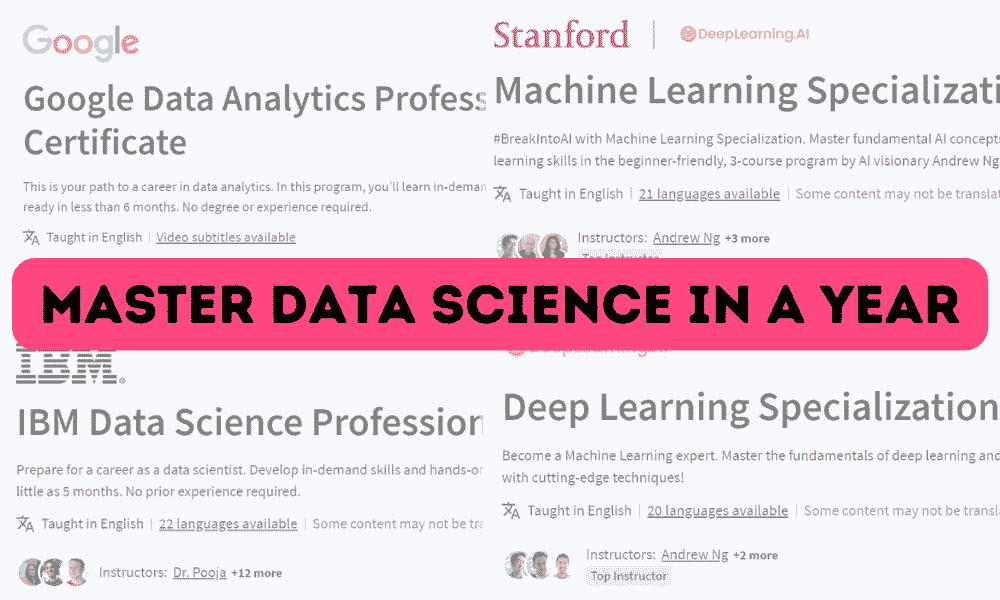 Google
Google Data Analytics Profess
Certificate
This is your path to a career in data analytics. In this program, you'll learn in-deman
ready in less than 6 months. No degree or experience required.
Taught in English | Video subtitles available
Stanford | DeepLearning.AI
Machine Learning Specializati
#BreakIntoAI with Machine Learning Specialization. Master fundamental AI concepts
learning skills in the beginner-friendly, 3-course program by AI visionary Andrew Ng
Taught in English | 21 languages available | Some content may not be transla
Instructors: Andrew Ng +3 more
Top Instructor
MASTER DATA SCIENCE IN A YEAR
IBM
IBM Data Science Profession
Prepare for a career as a data scientist. Develop in-demand skills and hands-on
little as 5 months. No prior experience required.
Taught in English | 22 languages available | Some content may not be tra
Instructors: Dr. Pooja +12 more
DeepLearning.AI
Deep Learning Specialization
Become a Machine Learning expert. Master the fundamentals of deep learning and
with cutting-edge techniques!
Taught in English | 20 languages available | Some content may not be transl
Instructors: Andrew Ng +2 more
Top Instructor